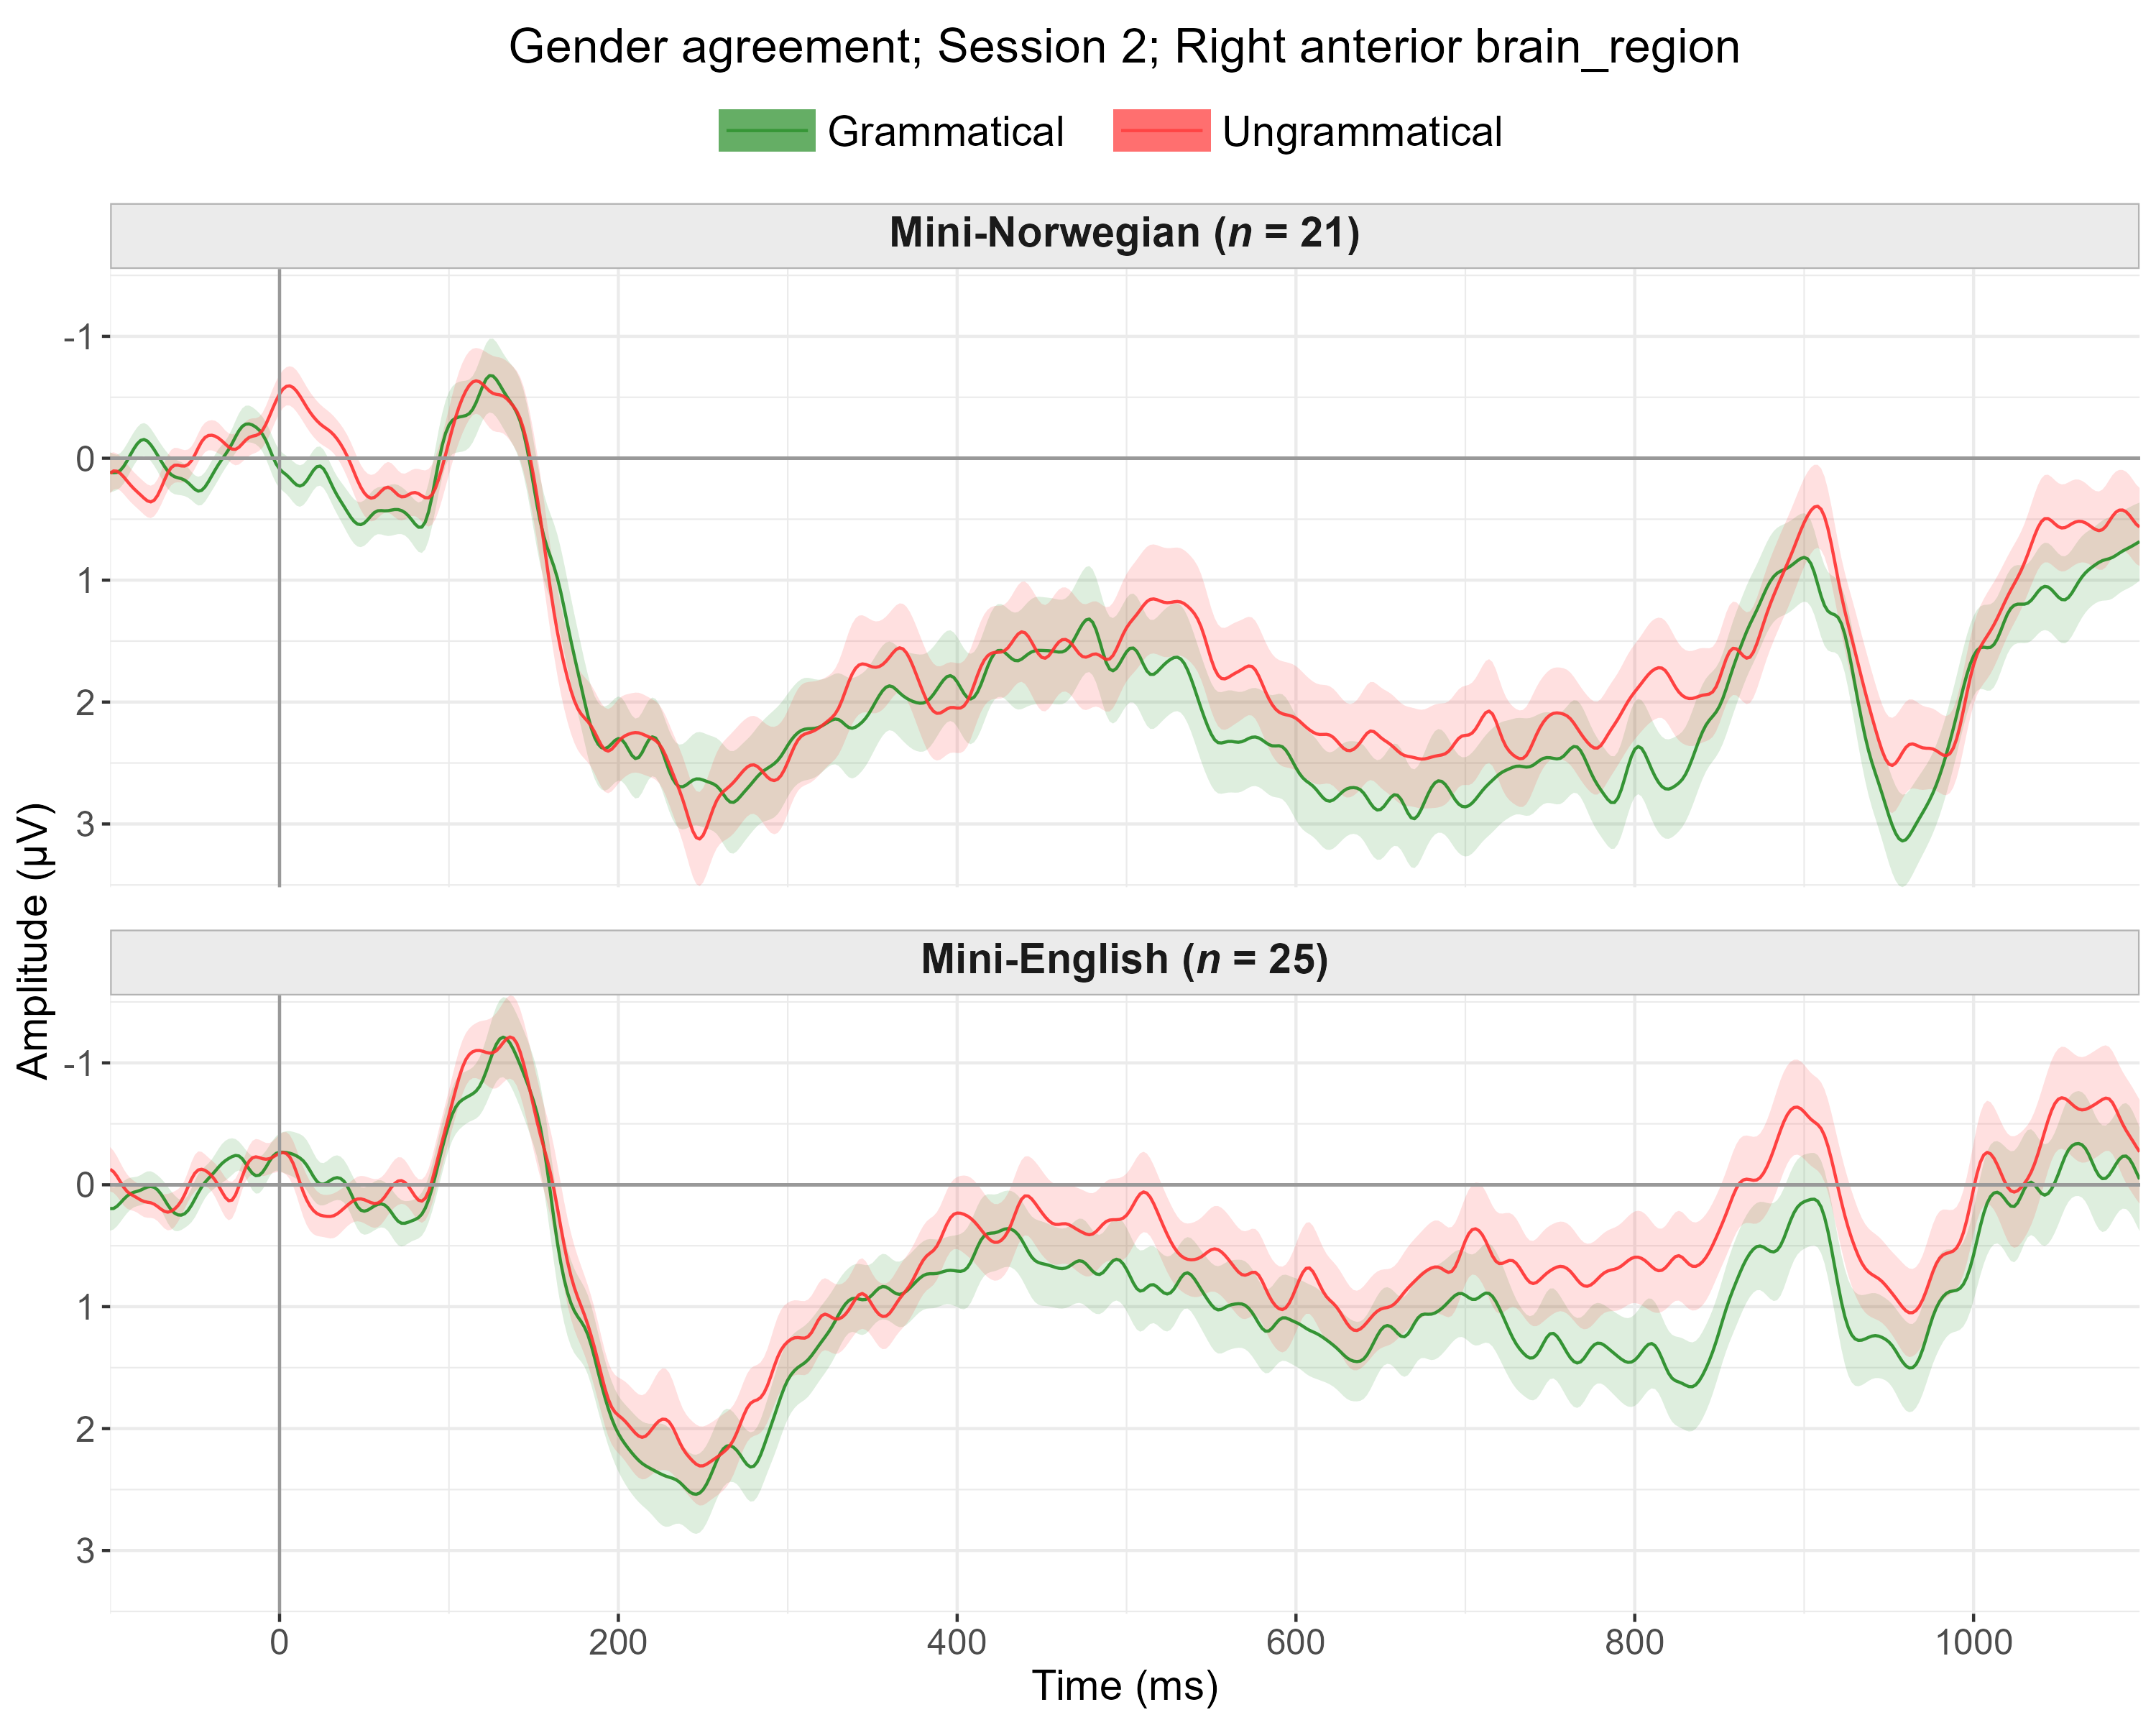 Gender agreement; Session 2; Right anterior brain_region
Grammatical Ungrammatical
Mini-Norwegian (n = 21)
-1
0
1
2
3
Amplitude (µV)
Mini-English (n = 25)
-1
0
1
2
3
0 200 400 600 800 1000
Time (ms)